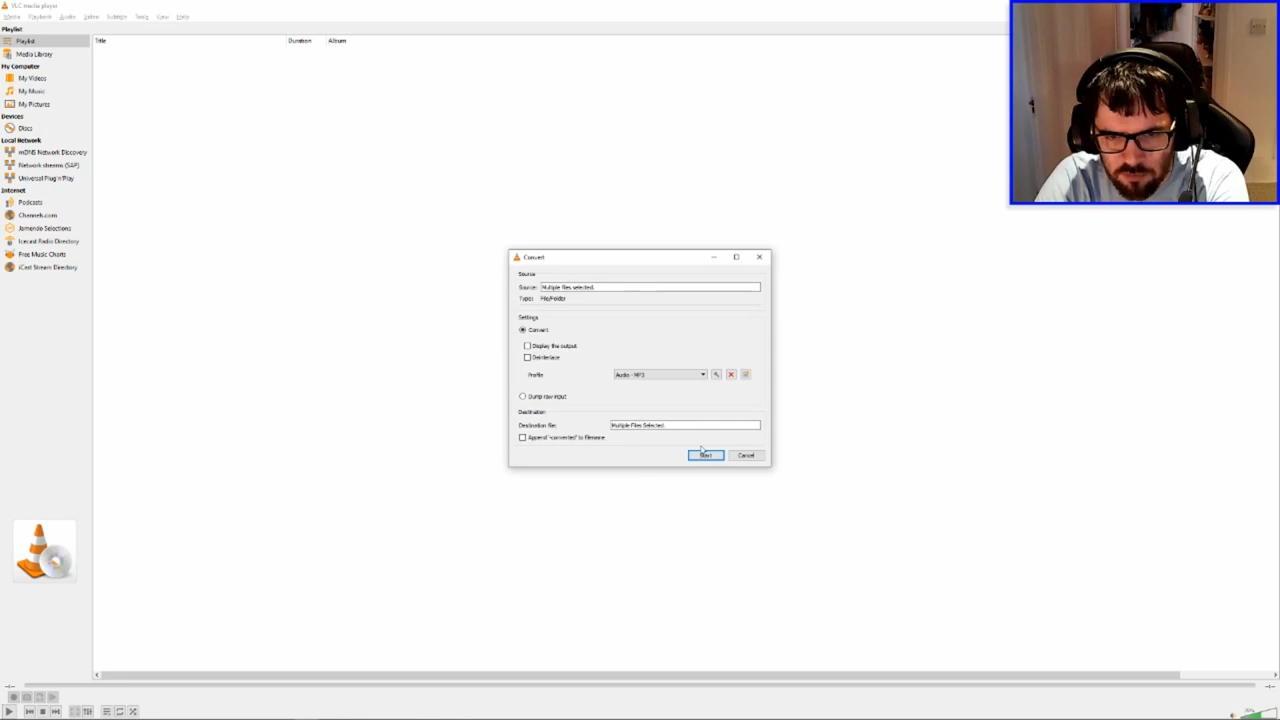 VLC media player
Media Playback Audio Video Subtitle Tools View Help
Playlist
Title Duration Album
Playlist
Media Library
My Computer
My Videos
My Music
My Pictures
Devices
Discs
Local Network
mDNS Network Discovery
Network streams (SAP)
Universal Plug'n'Play
Internet
Podcasts
Channels.com
Jamendo Selections
Icecast Radio Directory
Free Music Charts
iCast Stream Directory
Convert
Source
Source: Multiple files selected.
Type: File/Folder
Settings
Convert
Display the output
Deinterlace
Profile Audio - MP3
Dump raw input
Destination
Destination file: Multiple Files Selected.
Append '-converted' to filename
Start Cancel